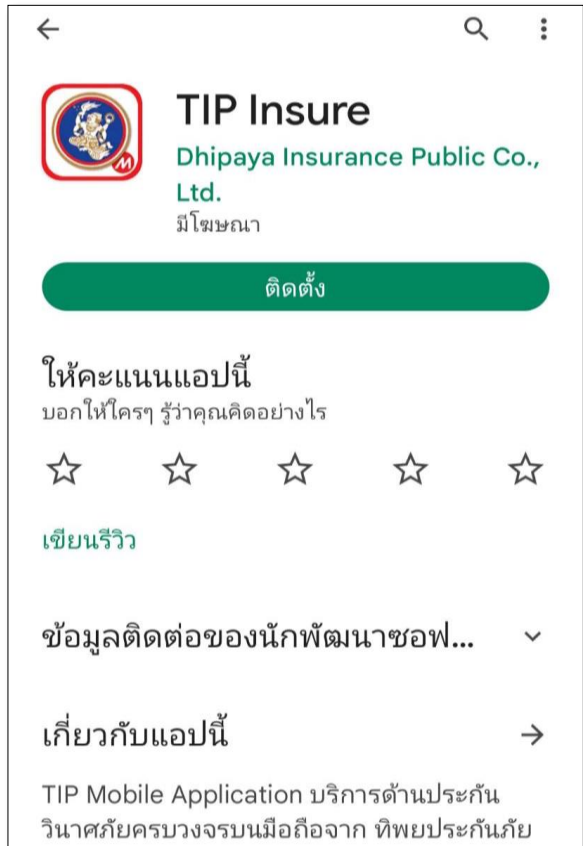 TIP Insure
Dhipaya Insurance Public Co.,
Ltd.
มีโฆษณา
ติดตั้ง
ให้คะแนนแอปนี้
บอกให้ใครๆ รู้ว่าคุณคิดอย่างไร
เขียนรีวิว
ข้อมูลติดต่อของนักพัฒนาซอฟ...
เกี่ยวกับแอปนี้
TIP Mobile Application บริการด้านประกัน
วินาศภัยครบวงจรบนมือถือจาก ทิพยประกันภัย